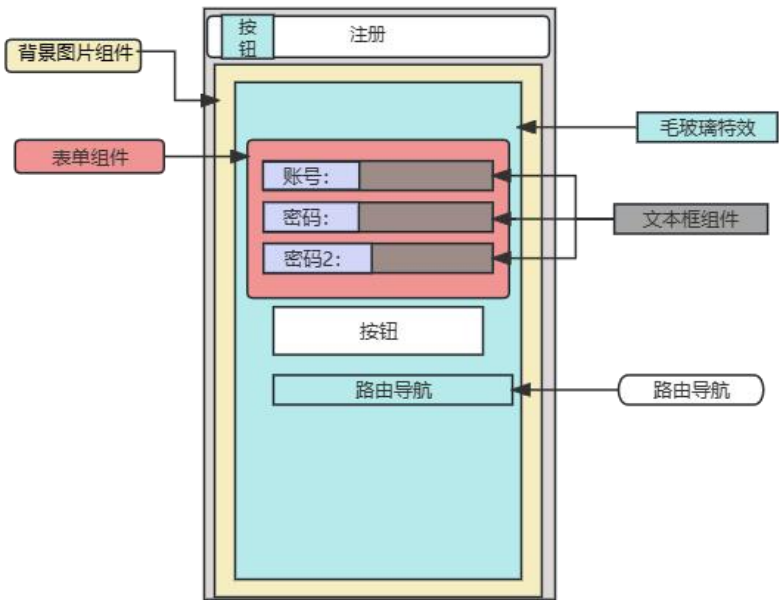 按
钮
注册
背景图片组件
毛玻璃特效
表单组件
账号：
文本框组件
密码：
密码2：
按钮
路由导航
路由导航